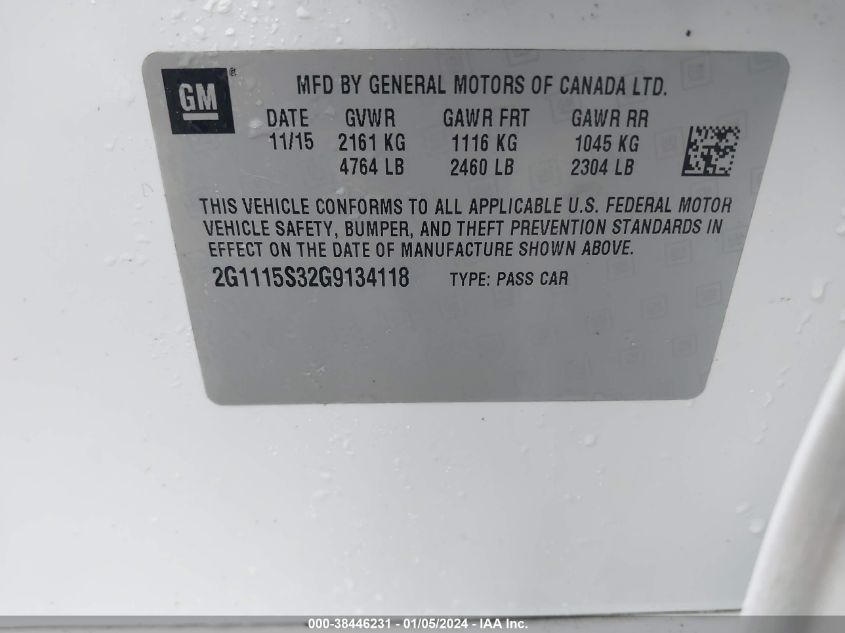 GM®
MFD BY GENERAL MOTORS OF CANADA LTD.
DATE GVWR GAWR FRT GAWR RR
11/15 2161 KG 1116 KG 1045 KG
4764 LB 2460 LB 2304 LB
THIS VEHICLE CONFORMS TO ALL APPLICABLE U.S. FEDERAL MOTOR
VEHICLE SAFETY, BUMPER, AND THEFT PREVENTION STANDARDS IN
EFFECT ON THE DATE OF MANUFACTURE SHOWN ABOVE.
2G1115S32G9134118 TYPE: PASS CAR
000-38446231 - 01/05/2024 - IAA Inc.